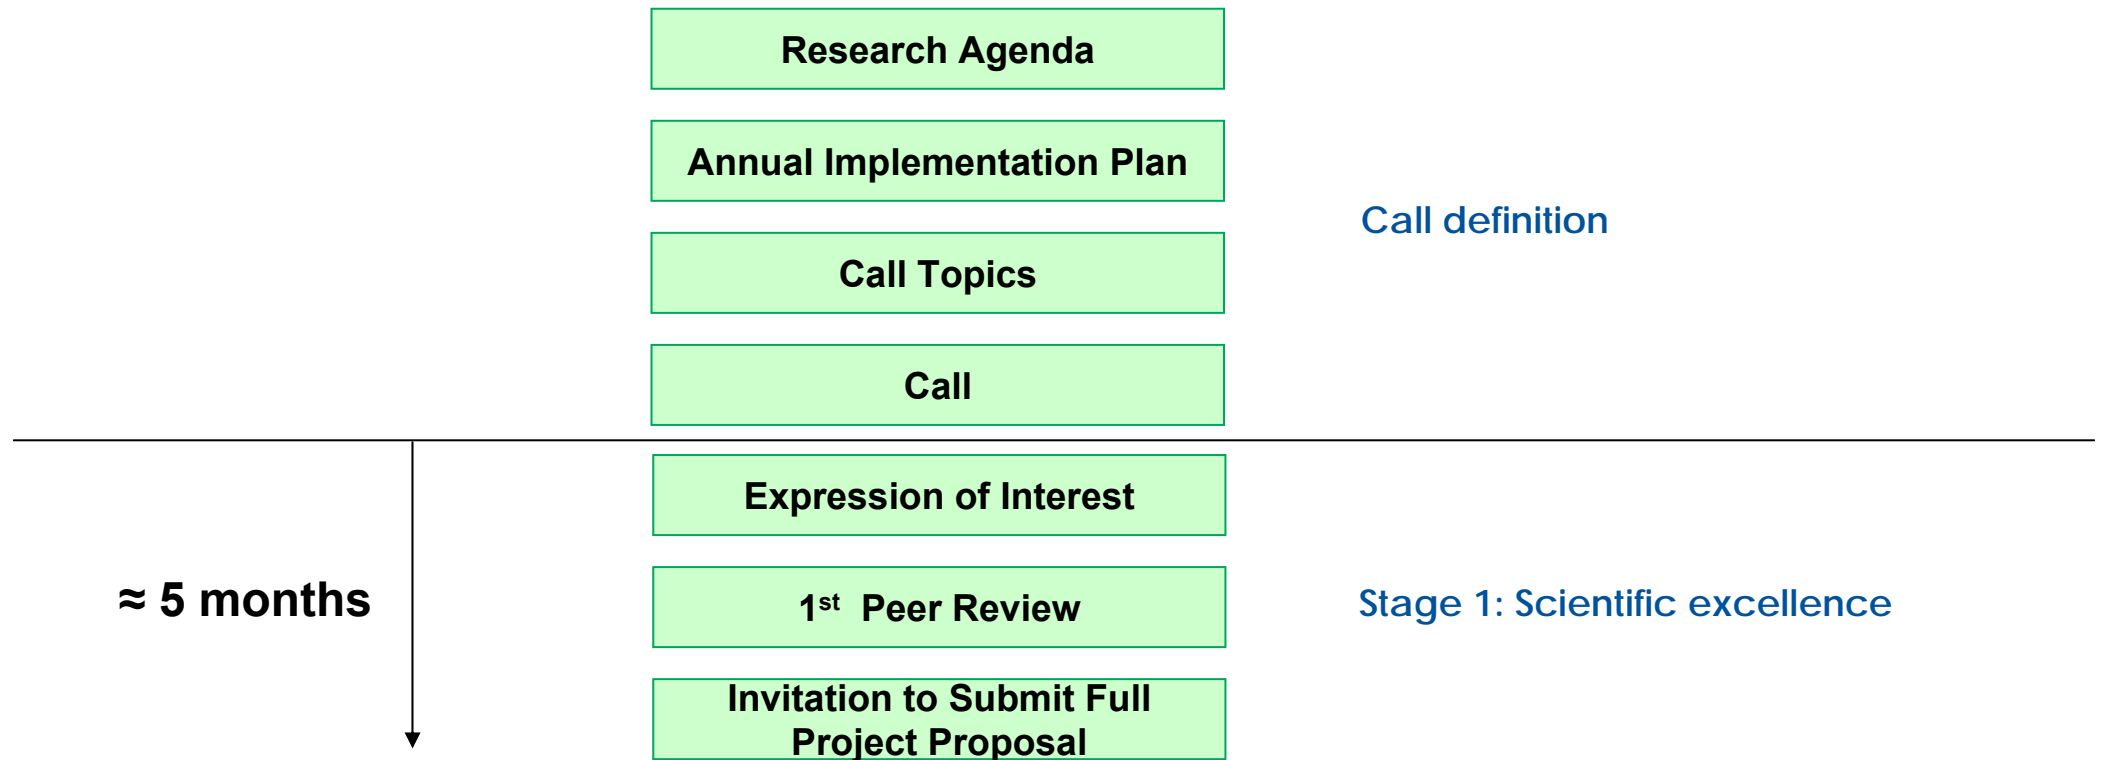 Research Agenda
Annual Implementation Plan
Call definition
Call Topics
Call
Expression of Interest
≈ 5 months
1st Peer Review
Stage 1: Scientific excellence
Invitation to Submit Full
Project Proposal